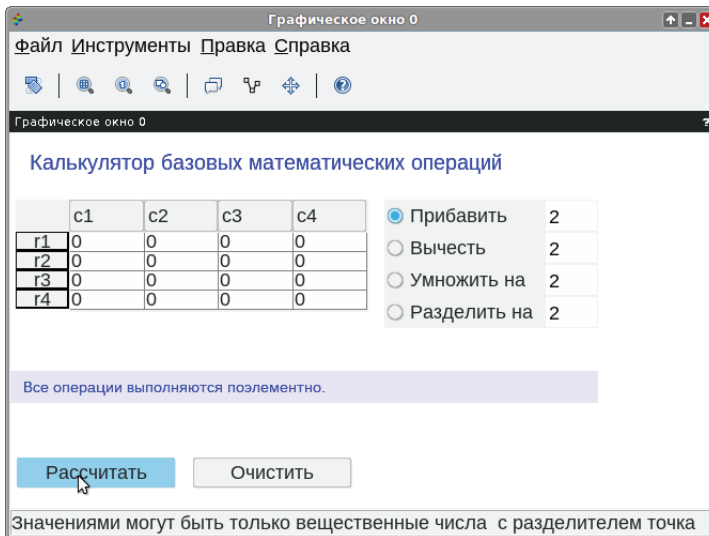 Графическое окно 0
Файл Инструменты Правка Справка
Графическое окно 0 ?
Калькулятор базовых математических операций
c1 c2 c3 c4
r1 0 0 0 0
r2 0 0 0 0
r3 0 0 0 0
r4 0 0 0 0
Прибавить 2
Вычесть 2
Умножить на 2
Разделить на 2
Все операции выполняются поэлементно.
Рассчитать Очистить
Значениями могут быть только вещественные числа с разделителем точка